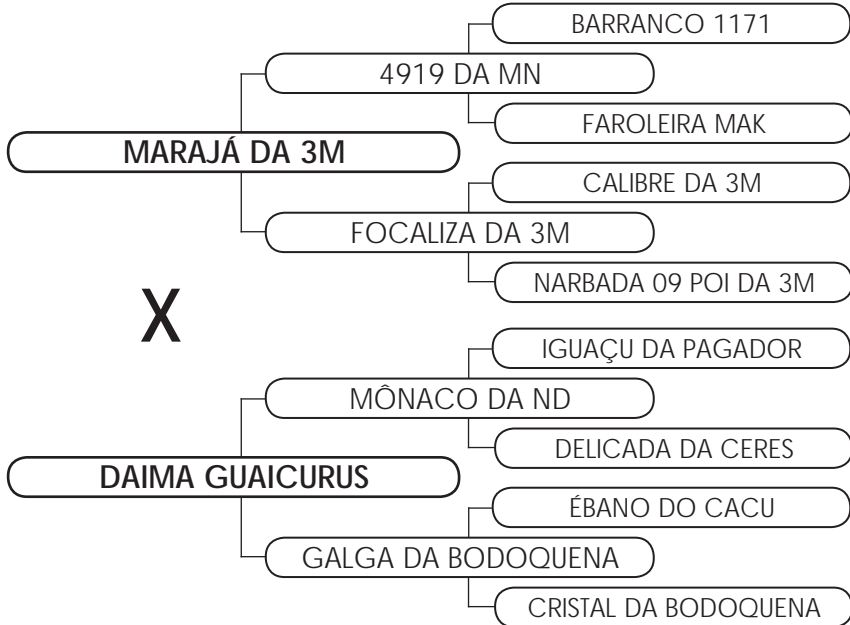 BARRANCO 1171
4919 DA MN
FAROLEIRA MAK
MARAJÁ DA 3M
CALIBRE DA 3M
FOCALIZA DA 3M
NARBADA 09 POI DA 3M
X
IGUAÇU DA PAGADOR
MÔNACO DA ND
DELICADA DA CERES
DAIMA GUAICURUS
ÉBANO DO CACU
GALGA DA BODOQUENA
CRISTAL DA BODOQUENA